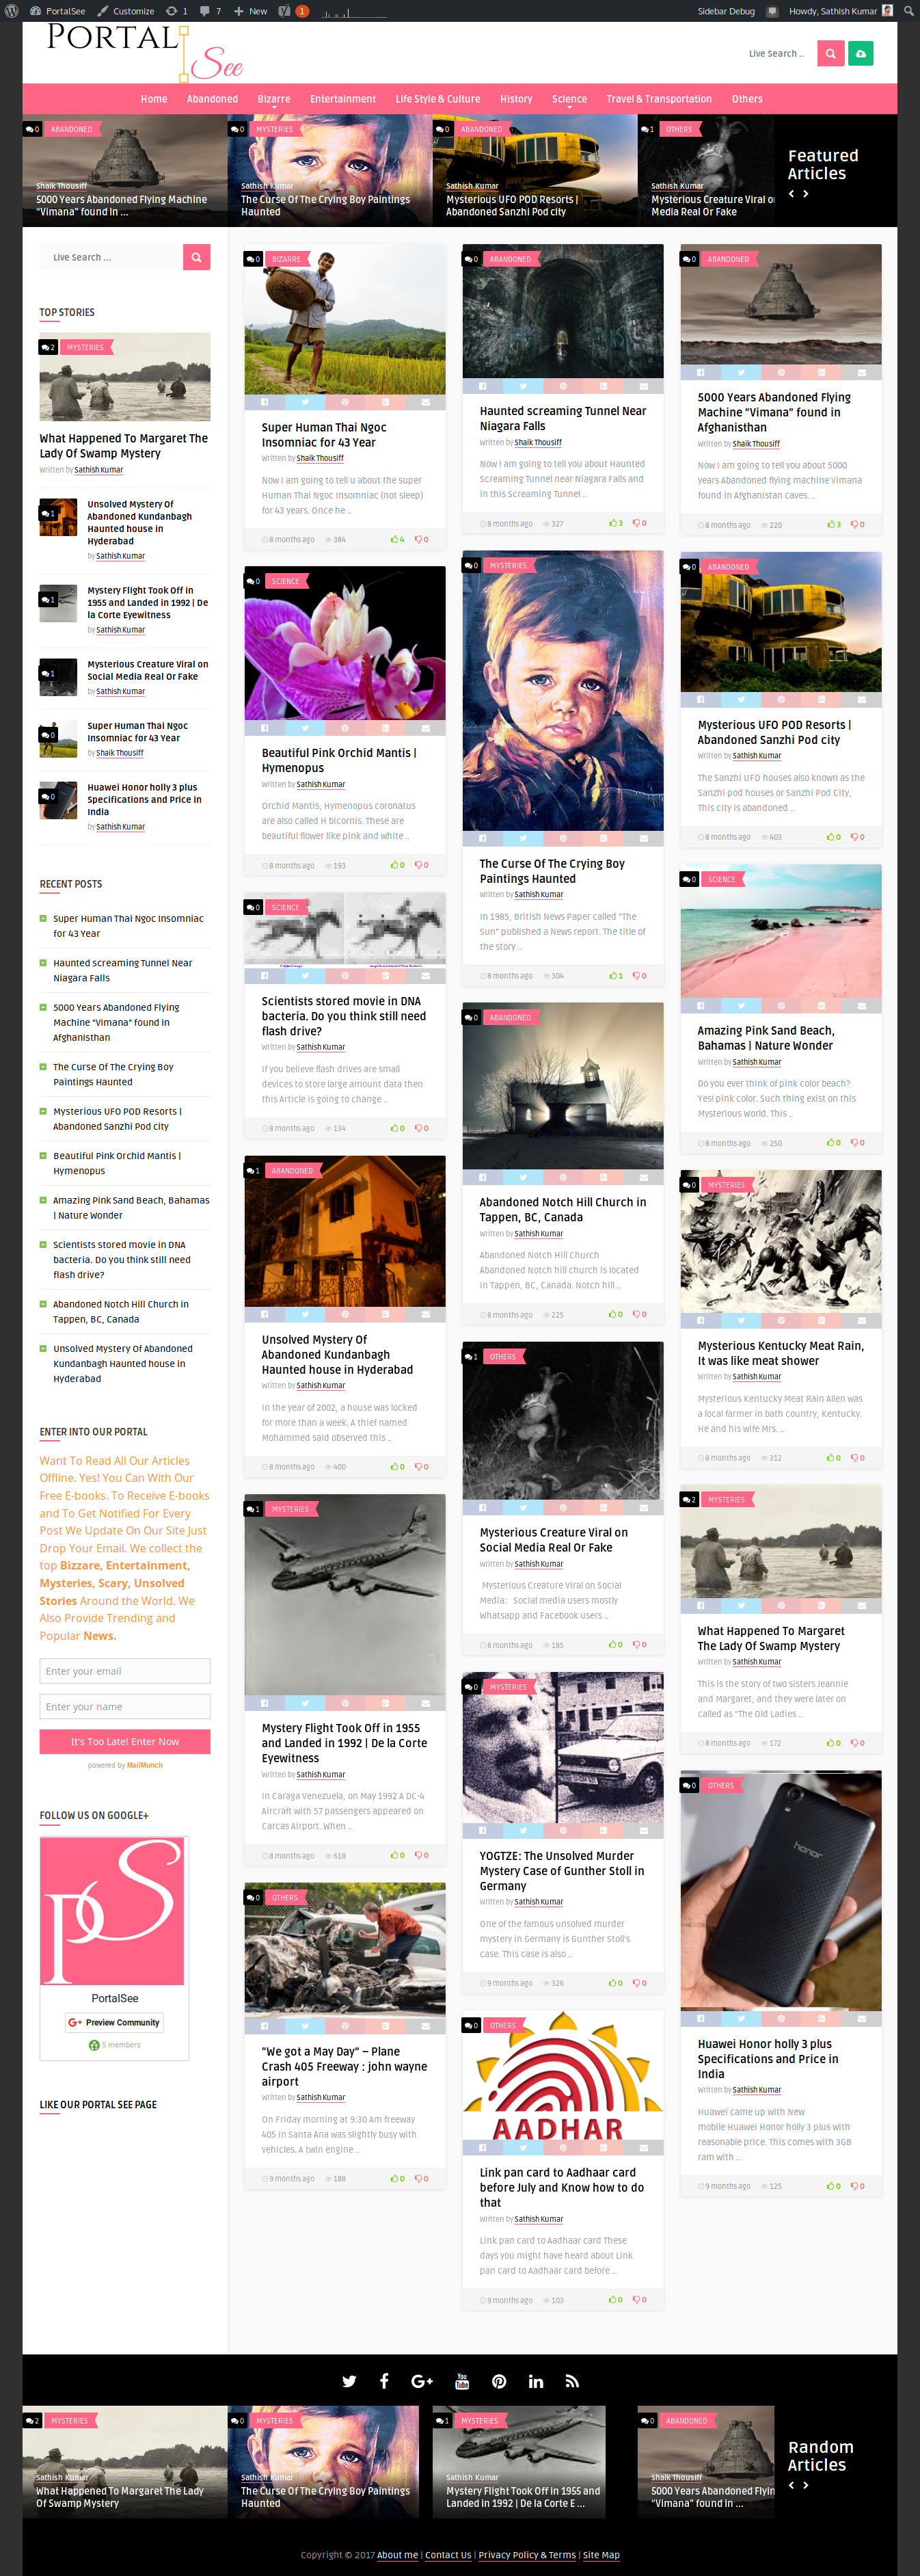 PortalSee Customize 1 7 New 1 Sidebar Debug Howdy, Sathish Kumar
PORTAL See
Live Search ..
Home Abandoned Bizarre Entertainment Life Style & Culture History Science Travel & Transportation Others
0 ABANDONED
Shaik Thousiff
5000 Years Abandoned Flying Machine
"Vimana" found in ...
0 MYSTERIES
Sathish Kumar
The Curse Of The Crying Boy Paintings
Haunted
0 ABANDONED
Sathish Kumar
Mysterious UFO POD Resorts |
Abandoned Sanzhi Pod city
1 OTHERS
Sathish Kumar
Mysterious Creature Viral on
Media Real Or Fake
Featured
Articles
Live Search ...
TOP STORIES
2 MYSTERIES
What Happened To Margaret The
Lady Of Swamp Mystery
Written by Sathish Kumar
1
Unsolved Mystery Of
Abandoned Kundanbagh
Haunted house in
Hyderabad
by Sathish Kumar
1
Mystery Flight Took Off in
1955 and Landed in 1992 | De
la Corte Eyewitness
by Sathish Kumar
1
Mysterious Creature Viral on
Social Media Real Or Fake
by Sathish Kumar
0
Super Human Thai Ngoc
Insomniac for 43 Year
by Shaik Thousiff
0
Huawei Honor holly 3 plus
Specifications and Price in
India
by Sathish Kumar
RECENT POSTS
Super Human Thai Ngoc Insomniac
for 43 Year
Haunted screaming Tunnel Near
Niagara Falls
5000 Years Abandoned Flying
Machine "Vimana" found in
Afghanisthan
The Curse Of The Crying Boy
Paintings Haunted
Mysterious UFO POD Resorts |
Abandoned Sanzhi Pod city
Beautiful Pink Orchid Mantis |
Hymenopus
Amazing Pink Sand Beach, Bahamas
| Nature Wonder
Scientists stored movie in DNA
bacteria. Do you think still need
flash drive?
Abandoned Notch Hill Church in
Tappen, BC, Canada
Unsolved Mystery Of Abandoned
Kundanbagh Haunted house in
Hyderabad
ENTER INTO OUR PORTAL
Want To Read All Our Articles
Offline. Yes! You Can With Our
Free E-books. To Receive E-books
and To Get Notified For Every
Post We Update On Our Site Just
Drop Your Email. We collect the
top Bizzare, Entertainment,
Mysteries, Scary, Unsolved
Stories Around the World. We
Also Provide Trending and
Popular News.
Enter your email
Enter your name
It's Too Late! Enter Now
powered by MailMunch
FOLLOW US ON GOOGLE+
PS
PortalSee
G+ Preview Community
5 members
LIKE OUR PORTAL SEE PAGE
0 BIZARRE
Super Human Thai Ngoc
Insomniac for 43 Year
Written by Shaik Thousiff
Now I am going to tell u about the super
Human Thai Ngoc Insomniac (not sleep)
for 43 years. Once he ..
8 months ago 384 4 0
0 SCIENCE
Beautiful Pink Orchid Mantis |
Hymenopus
Written by Sathish Kumar
Orchid Mantis, Hymenopus coronatus
are also called H bicornis. These are
beautiful flower like pink and white ..
8 months ago 193 0 0
0 SCIENCE
Scientists stored movie in DNA
bacteria. Do you think still need
flash drive?
Written by Sathish Kumar
If you believe flash drives are small
devices to store large amount data then
this Article is going to change ..
8 months ago 134 0 0
1 ABANDONED
Unsolved Mystery Of
Abandoned Kundanbagh
Haunted house in Hyderabad
Written by Sathish Kumar
In the year of 2002, a house was locked
for more than a week. A thief named
Mohammed said observed this ..
8 months ago 400 0 0
1 MYSTERIES
Mystery Flight Took Off in 1955
and Landed in 1992 | De la Corte
Eyewitness
Written by Sathish Kumar
In Caraga Venezuela, on May 1992 A DC-4
Aircraft with 57 passengers appeared on
Carcas Airport. When ..
8 months ago 618 0 0
0 OTHERS
"We got a May Day" – Plane
Crash 405 Freeway : john wayne
airport
Written by Sathish Kumar
On Friday morning at 9:30 Am freeway
405 in Santa Ana was slightly busy with
vehicles. A twin engine ..
9 months ago 188 0 0
0 ABANDONED
Haunted screaming Tunnel Near
Niagara Falls
Written by Shaik Thousiff
Now i am going to tell you about Haunted
Screaming Tunnel near Niagara Falls and
in this Screaming Tunnel ..
8 months ago 327 3 0
0 MYSTERIES
The Curse Of The Crying Boy
Paintings Haunted
Written by Sathish Kumar
In 1985, British News Paper called "The
Sun" published a News report. The title of
the story ..
8 months ago 304 1 0
0 ABANDONED
Abandoned Notch Hill Church in
Tappen, BC, Canada
Written by Sathish Kumar
Abandoned Notch Hill Church
Abandoned Notch hill church is located
in Tappen, BC, Canada. Notch hill ..
8 months ago 225 0 0
1 OTHERS
Mysterious Creature Viral on
Social Media Real Or Fake
Written by Sathish Kumar
Mysterious Creature Viral on Social
Media: Social media users mostly
Whatsapp and Facebook users ..
8 months ago 185 0 0
0 MYSTERIES
YOGTZE: The Unsolved Murder
Mystery Case of Gunther Stoll in
Germany
Written by Sathish Kumar
One of the famous unsolved murder
mystery in Germany is Gunther Stoll's
case. This case is also ..
9 months ago 326 0 0
0 OTHERS
AADHAR
Link pan card to Aadhaar card
before July and Know how to do
that
Written by Sathish Kumar
Link pan card to Aadhaar card These
days you might have heard about Link
pan card to Aadhaar card before ..
9 months ago 103 0 0
0 ABANDONED
5000 Years Abandoned Flying
Machine "Vimana" found in
Afghanisthan
Written by Shaik Thousiff
Now I am going to tell you about 5000
years Abandoned flying machine Vimana
found in Afghanistan caves. ..
8 months ago 220 3 0
0 ABANDONED
Mysterious UFO POD Resorts |
Abandoned Sanzhi Pod city
Written by Sathish Kumar
The Sanzhi UFO houses also known as the
Sanzhi pod houses or Sanzhi Pod City,
This city is abandoned ..
8 months ago 403 0 0
0 SCIENCE
Amazing Pink Sand Beach,
Bahamas | Nature Wonder
Written by Sathish Kumar
Do you ever think of pink color beach?
Yes! pink color. Such thing exist on this
Mysterious World. This ..
8 months ago 250 0 0
0 MYSTERIES
Mysterious Kentucky Meat Rain,
It was like meat shower
Written by Sathish Kumar
Mysterious Kentucky Meat Rain Allen was
a local farmer in bath country, Kentucky.
He and his wife Mrs. ..
8 months ago 312 0 0
2 MYSTERIES
What Happened To Margaret
The Lady Of Swamp Mystery
Written by Sathish Kumar
This is the story of two sisters Jeannie
and Margaret, and they were later on
called as "The Old Ladies ..
8 months ago 172 0 0
0 OTHERS
honor
Huawei Honor holly 3 plus
Specifications and Price in
India
Written by Sathish Kumar
Huawei came up with New
mobile Huawei Honor holly 3 plus with
reasonable price. This comes with 3GB
ram with ..
9 months ago 125 0 0
You Tube
2 MYSTERIES
Sathish Kumar
What Happened To Margaret The Lady
Of Swamp Mystery
0 MYSTERIES
Sathish Kumar
The Curse Of The Crying Boy Paintings
Haunted
1 MYSTERIES
Sathish Kumar
Mystery Flight Took Off in 1955 and
Landed in 1992 | De la Corte E ...
0 ABANDONED
Shaik Thousiff
5000 Years Abandoned Flyin
"Vimana" found in ...
Random
Articles
Copyright © 2017 About me | Contact Us | Privacy Policy & Terms | Site Map